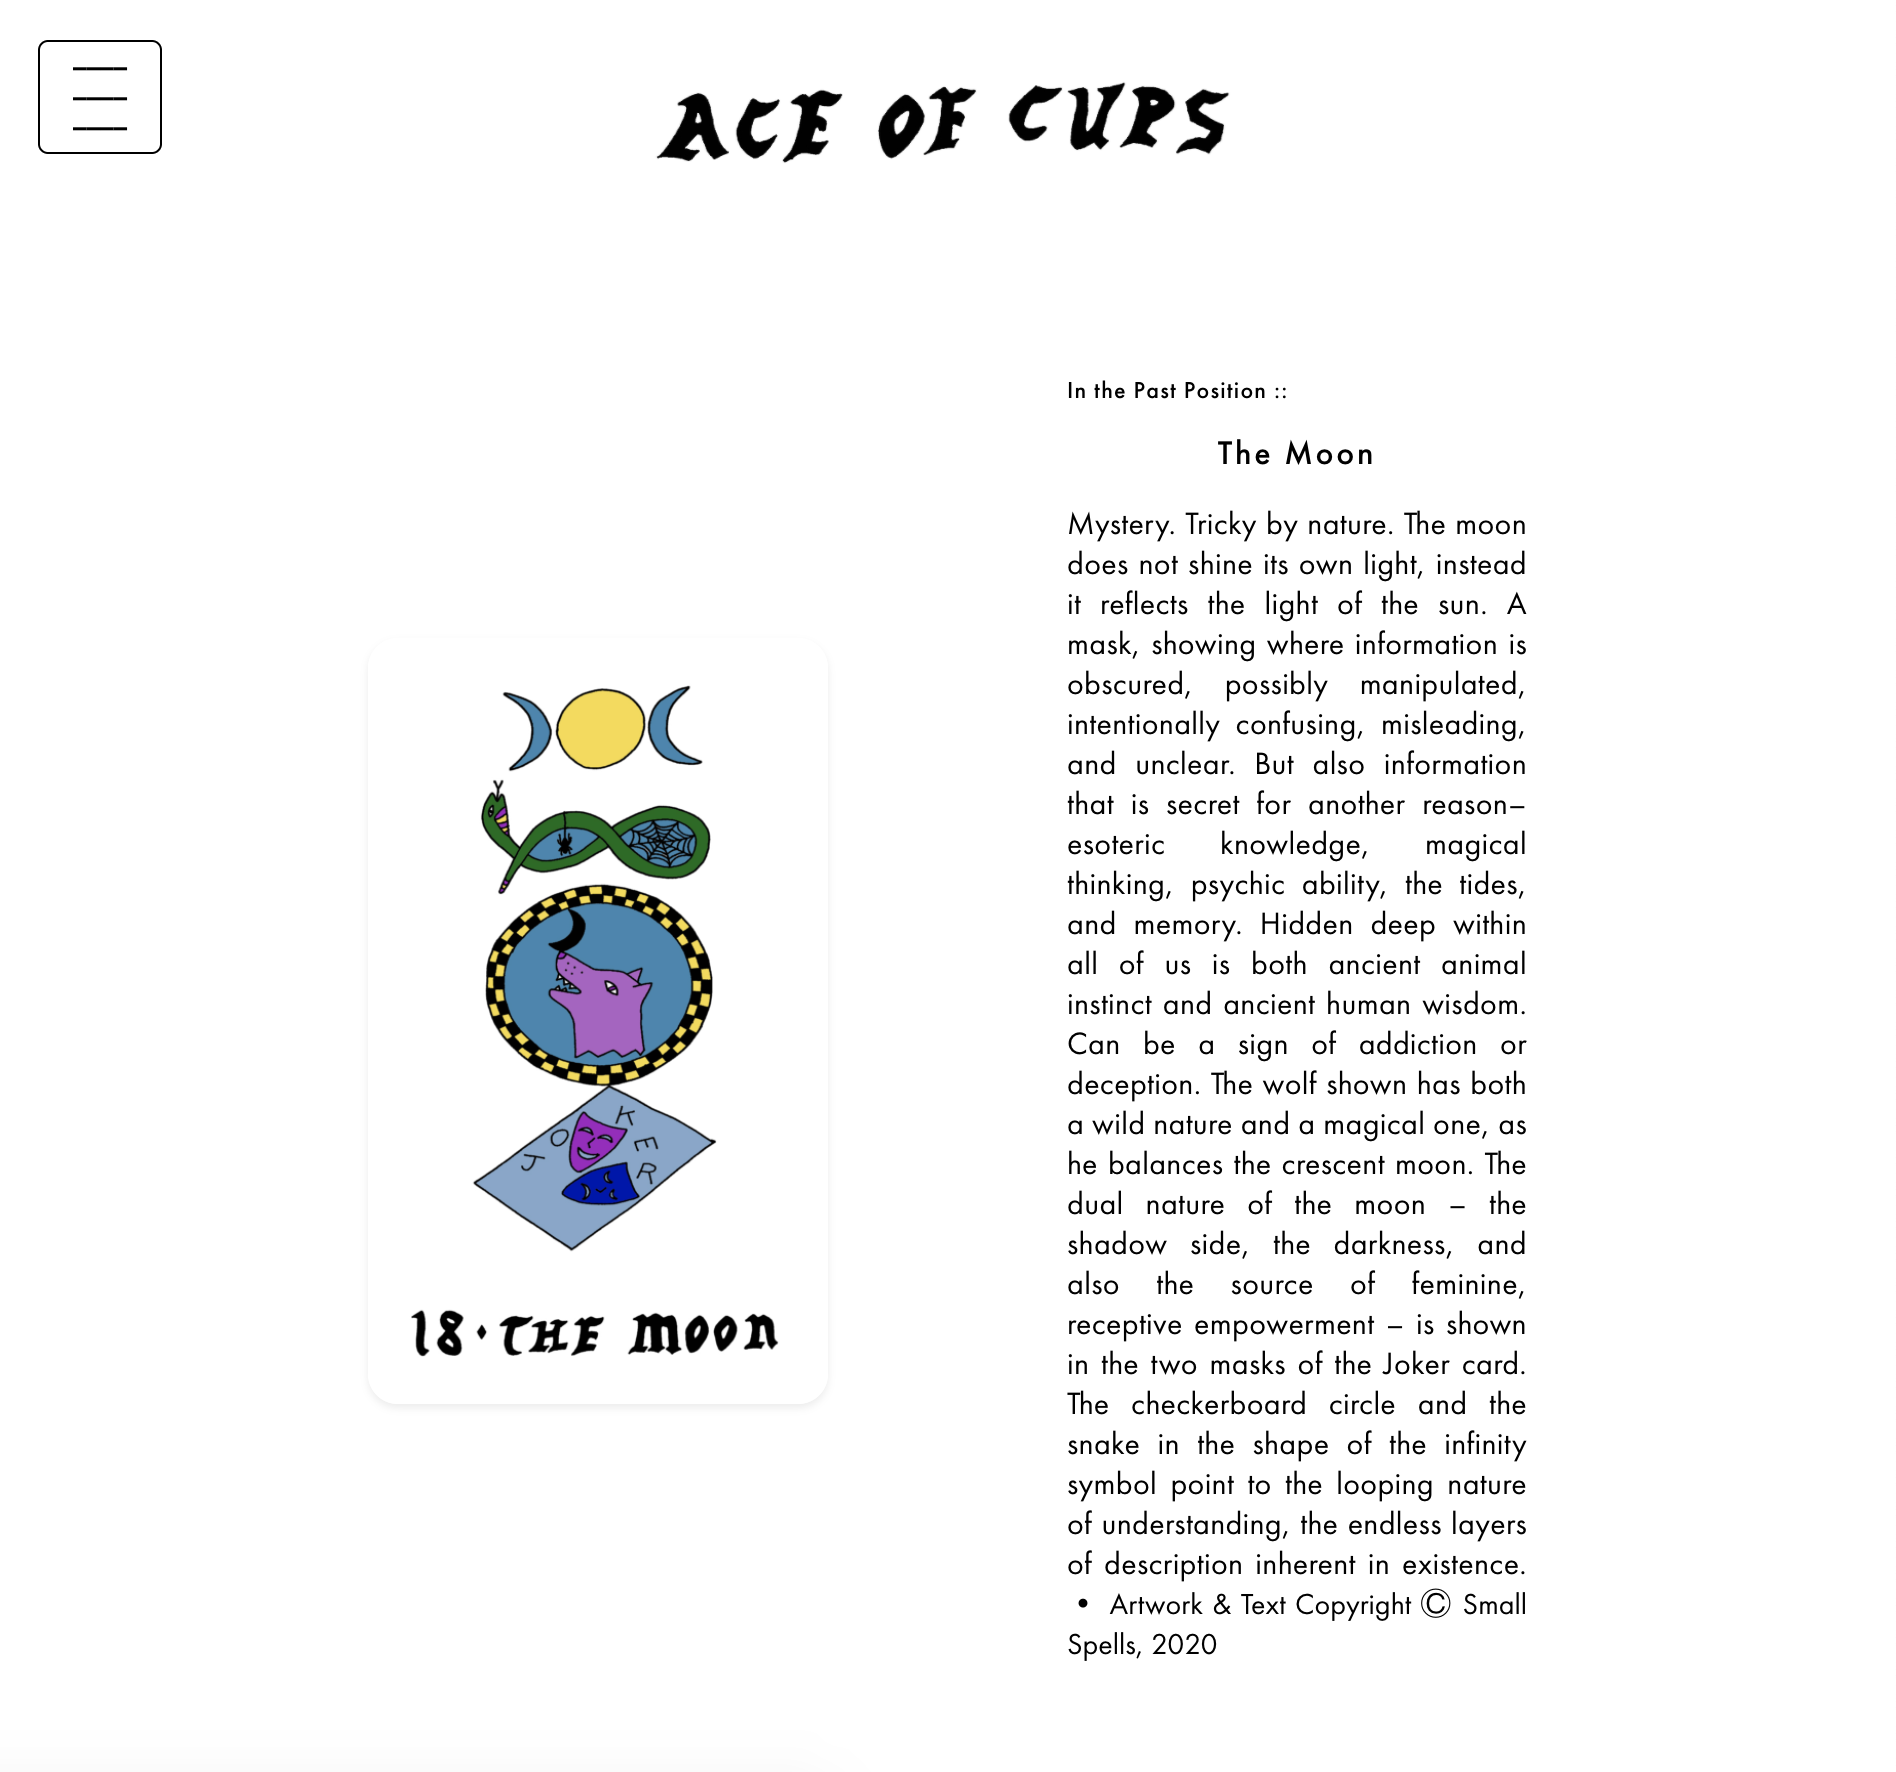 ACE OF CUPS
In the Past Position ::
The Moon
Mystery. Tricky by nature. The moon
does not shine its own light, instead
it reflects the light of the sun. A
mask, showing where information is
obscured, possibly manipulated,
intentionally confusing, misleading,
and unclear. But also information
that is secret for another reason–
esoteric knowledge, magical
thinking, psychic ability, the tides,
and memory. Hidden deep within
all of us is both ancient animal
instinct and ancient human wisdom.
Can be a sign of addiction or
deception. The wolf shown has both
a wild nature and a magical one, as
he balances the crescent moon. The
dual nature of the moon – the
shadow side, the darkness, and
also the source of feminine,
receptive empowerment – is shown
in the two masks of the Joker card.
The checkerboard circle and the
snake in the shape of the infinity
symbol point to the looping nature
of understanding, the endless layers
of description inherent in existence.
• Artwork & Text Copyright Ⓒ Small
Spells, 2020
JOKER
18·THE MOON